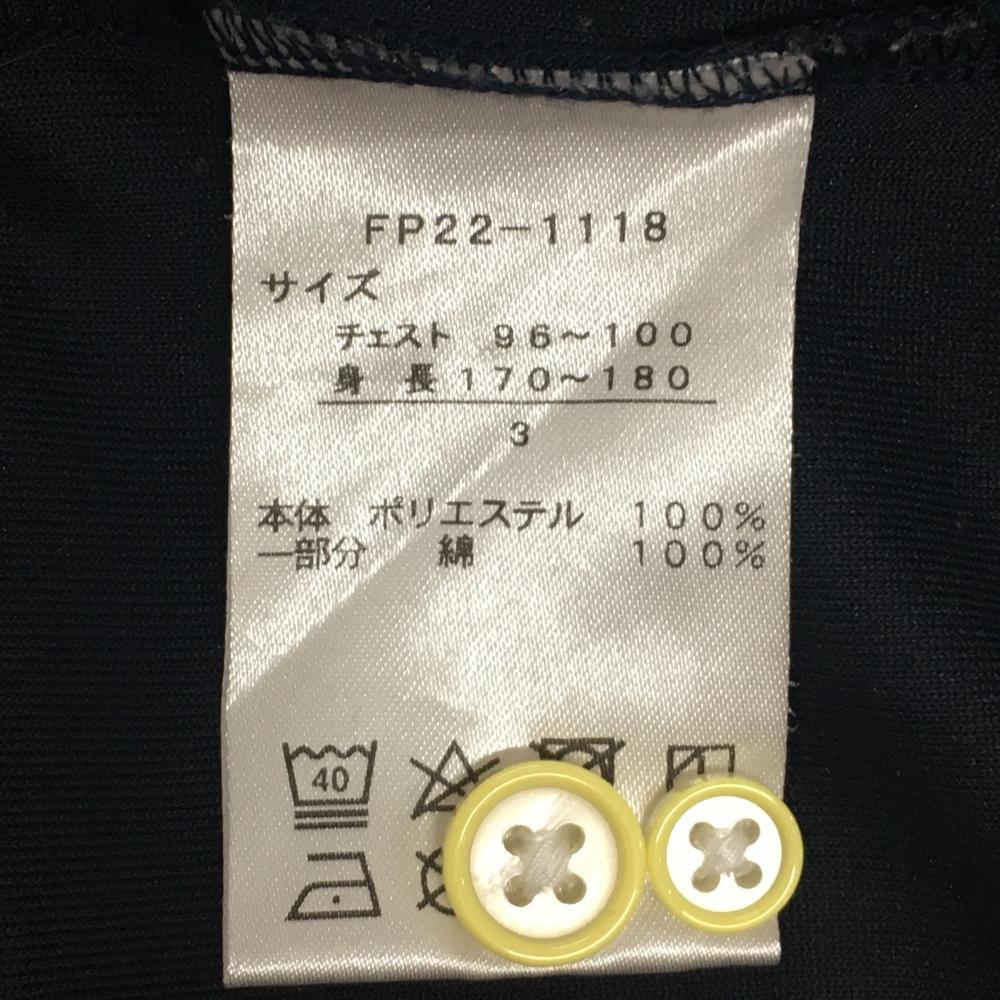 FP22-1118
サイズ
チェスト 96~100
身 長 170~180
3
本体 ポリエステル 100%
一部分 綿 100%
40